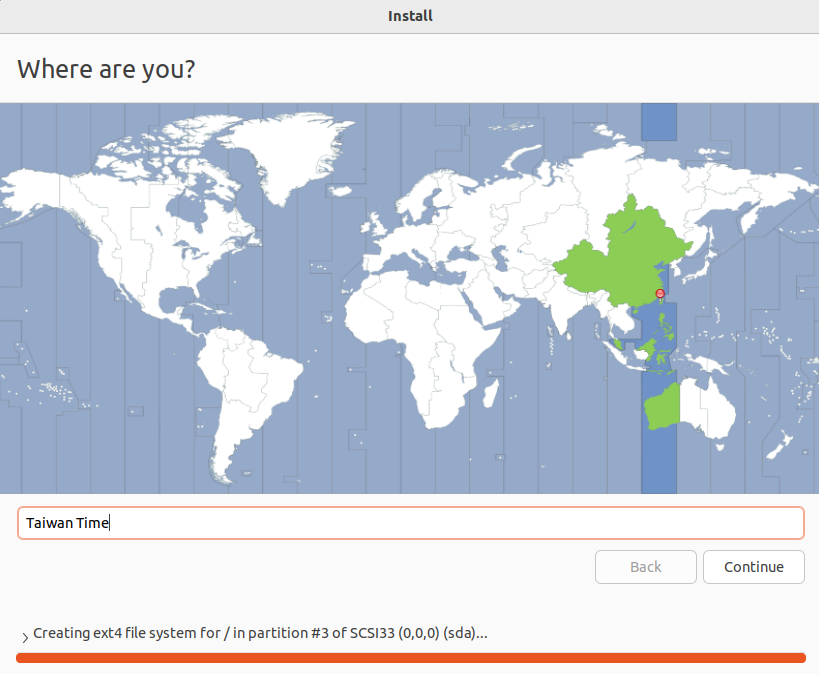 Install
Where are you?
Taiwan Time
Back
Continue
Creating ext4 file system for / in partition #3 of SCSI33 (0,0,0) (sda)...